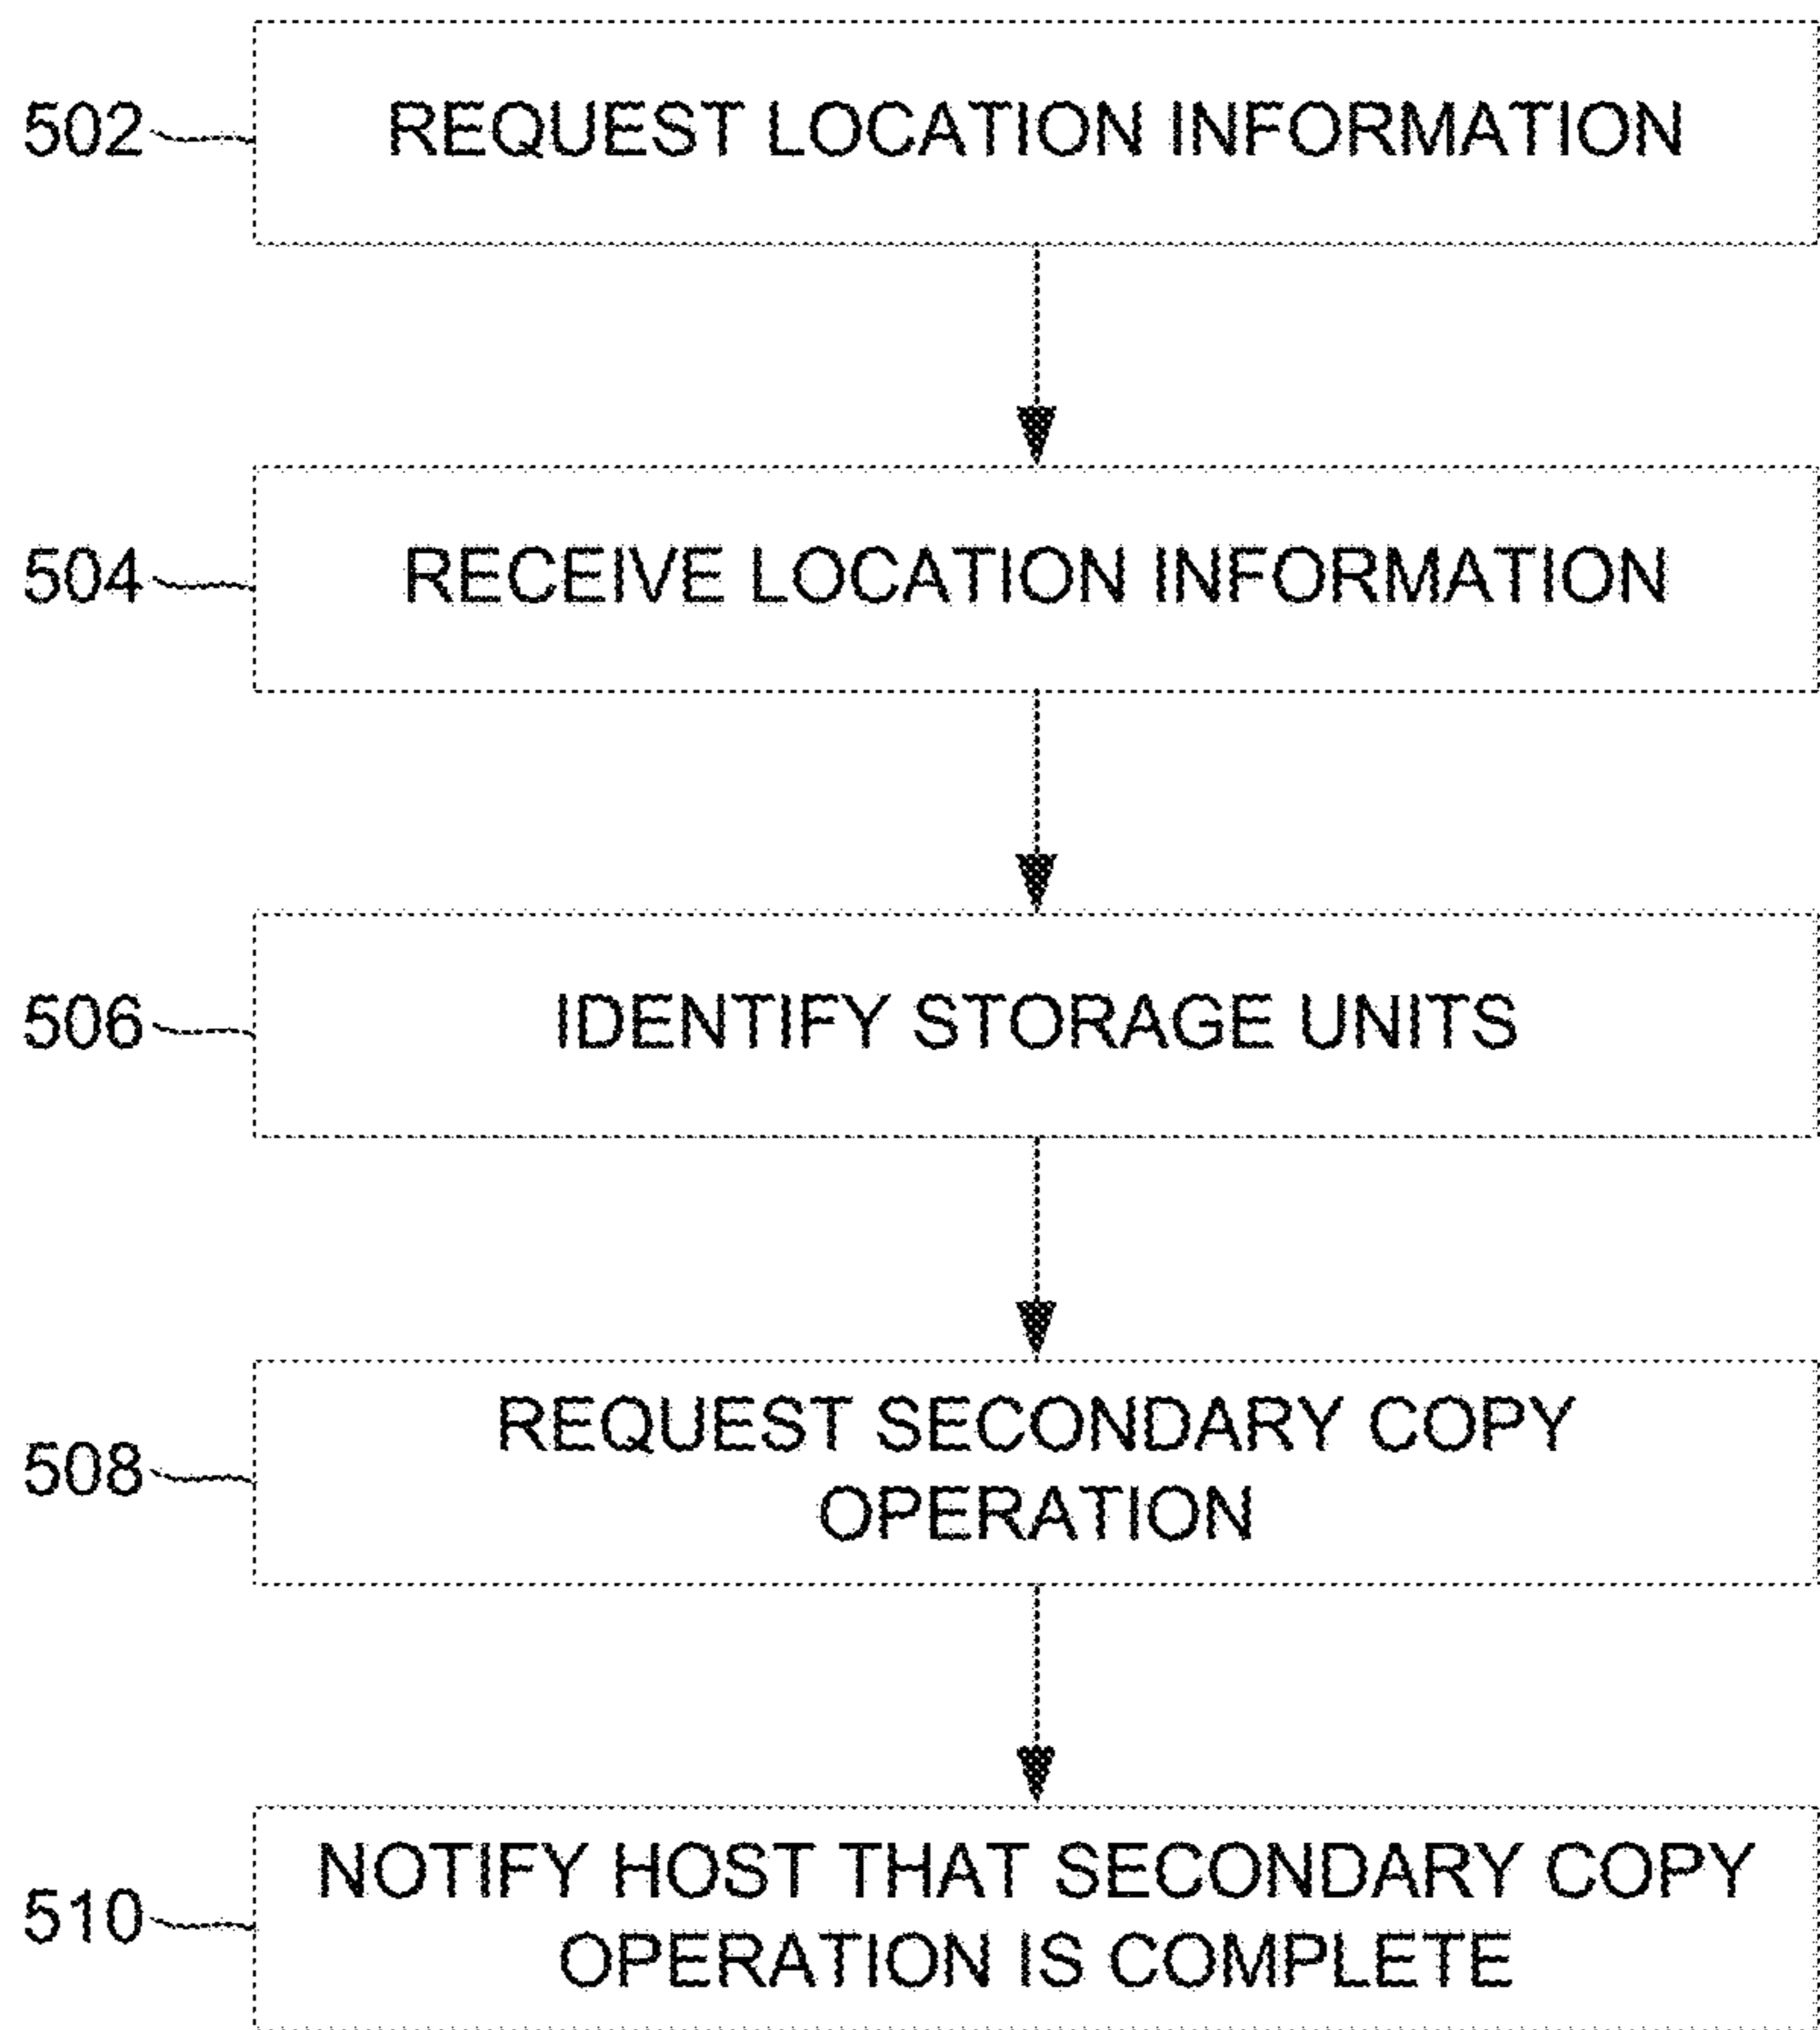 502 REQUEST LOCATION INFORMATION
504 RECEIVE LOCATION INFORMATION
506 IDENTIFY STORAGE UNITS
508 REQUEST SECONDARY COPY
OPERATION
510 NOTIFY HOST THAT SECONDARY COPY
OPERATION IS COMPLETE